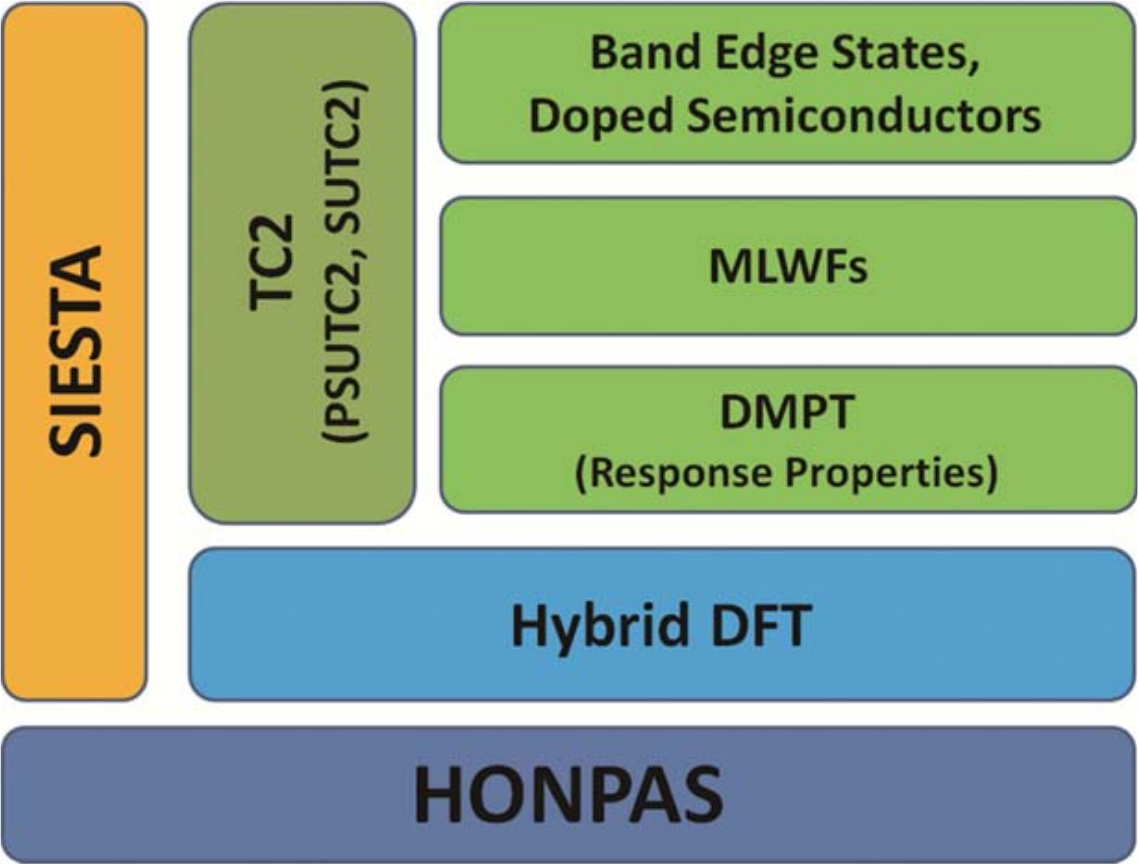 SIESTA
TC2
(PSUTC2, SUTC2)
Band Edge States,
Doped Semiconductors
MLWFs
DMPT
(Response Properties)
Hybrid DFT
HONPAS